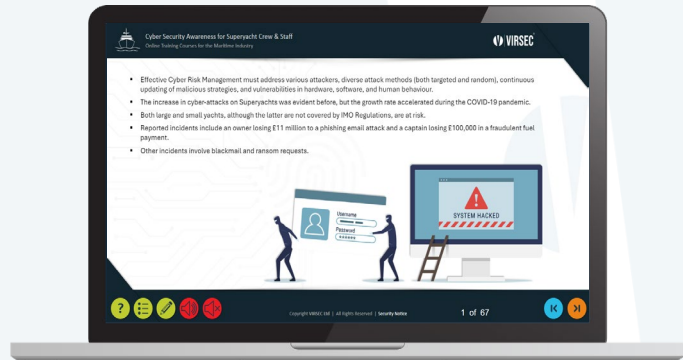 Cyber Security Awareness for Superyacht Crew & Staff
Online Training Courses for the Maritime Industry
VIRSEC
• Effective Cyber Risk Management must address various attackers, diverse attack methods (both targeted and random), continuous
updating of malicious strategies, and vulnerabilities in hardware, software, and human behaviour.
• The increase in cyber-attacks on Superyachts was evident before, but the growth rate accelerated during the COVID-19 pandemic.
• Both large and small yachts, although the latter are not covered by IMO Regulations, are at risk.
• Reported incidents include an owner losing £11 million to a phishing email attack and a captain losing £100,000 in a fraudulent fuel
payment.
• Other incidents involve blackmail and ransom requests.
Username
Password
******
SYSTEM HACKED
?
Copyright VIRSEC Ltd | All Rights Reserved | Security Notice
1 of 67